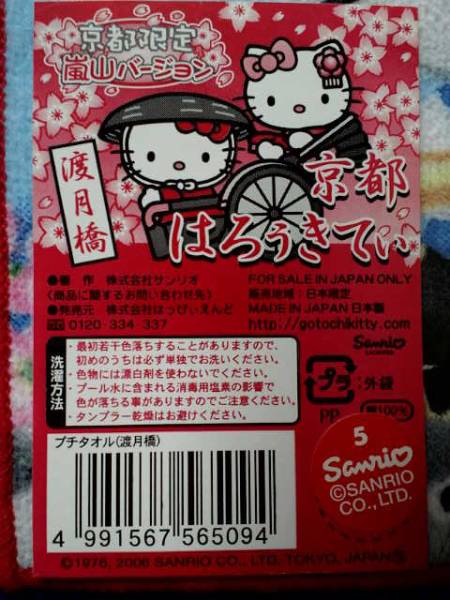 京都限定
嵐山バージョン
渡月橋
京都
はろうきてぃ
●著 作 株式会社サンリオ
(商品に関するお問い合わせ先)
●発売元 株式会社はっぴぃえんど
0120-334-337
FOR SALE IN JAPAN ONLY
販売地域:日本限定
MADE IN JAPAN 日本製
http://gotochikitty.com/
Sanrio
LICENSED
洗濯方法
・最初若干色落ちすることがありますので、
初めのうちは必ず単独でお洗いください。
・色物には漂白剤を使わないでください。
・プール水に含まれる消毒用塩素の影響で
色が落ちる事がありますのでご注意ください。
・タンブラー乾燥はお避けください。
プラ:外袋
PP
綿100%
プチタオル(渡月橋)
4 991567 565094
5
Sanrio
©SANRIO
CO.,LTD.
©1976, 2006 SANRIO CO., LTD. TOKYO, JAPAN